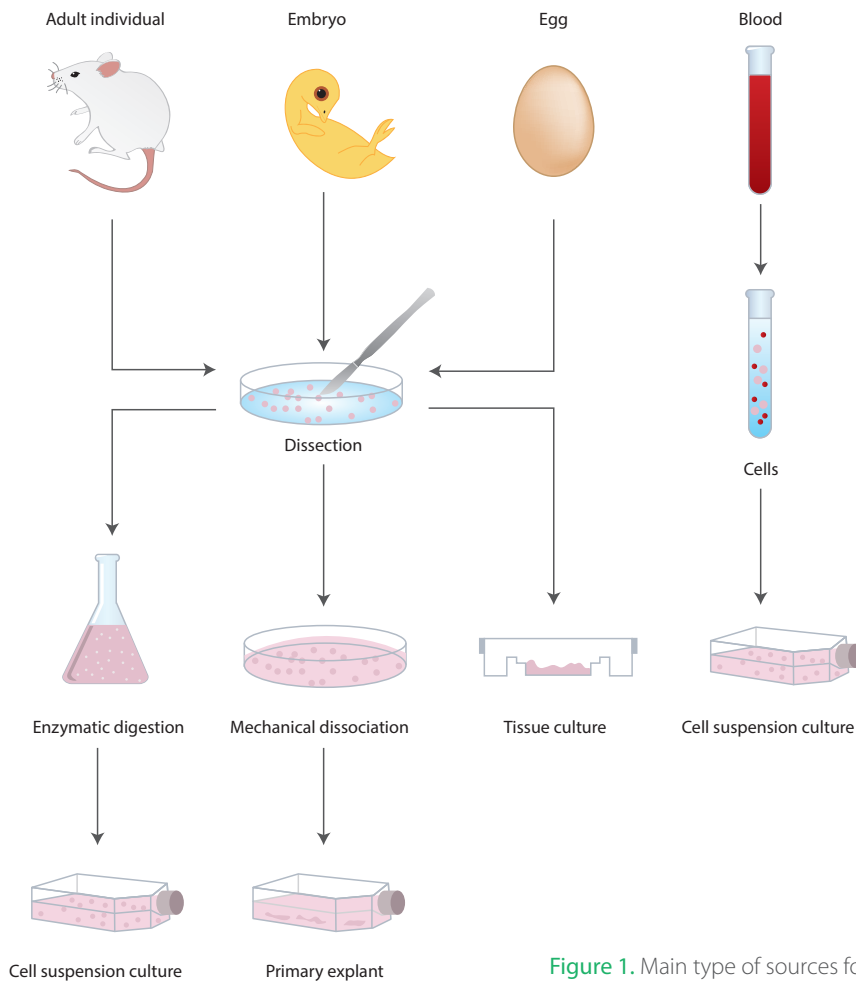 Adult individual
Embryo
Egg
Blood
Dissection
Cells
Enzymatic digestion
Mechanical dissociation
Tissue culture
Cell suspension culture
Cell suspension culture
Primary explant
Figure 1. Main type of sources